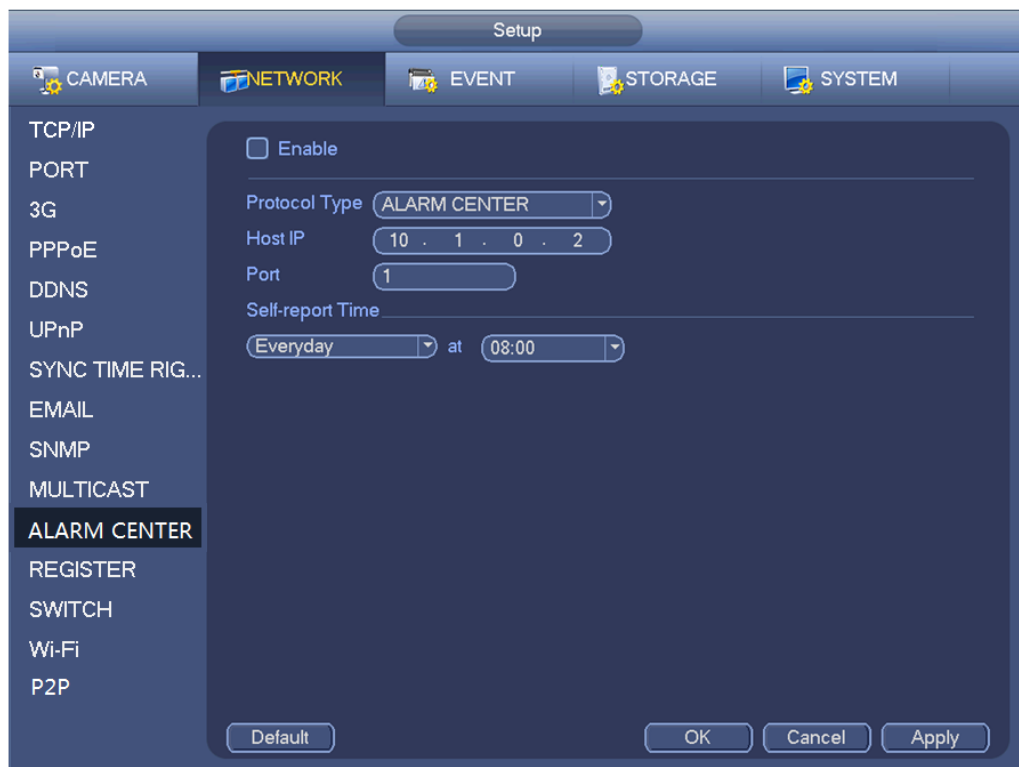 Setup
CAMERA NETWORK EVENT STORAGE SYSTEM
TCP/IP
PORT
3G
PPPoE
DDNS
UPnP
SYNC TIME RIG...
EMAIL
SNMP
MULTICAST
ALARM CENTER
REGISTER
SWITCH
Wi-Fi
P2P
Enable
Protocol Type ALARM CENTER
Host IP 10 . 1 . 0 . 2
Port 1
Self-report Time
Everyday at 08:00
Default OK Cancel Apply